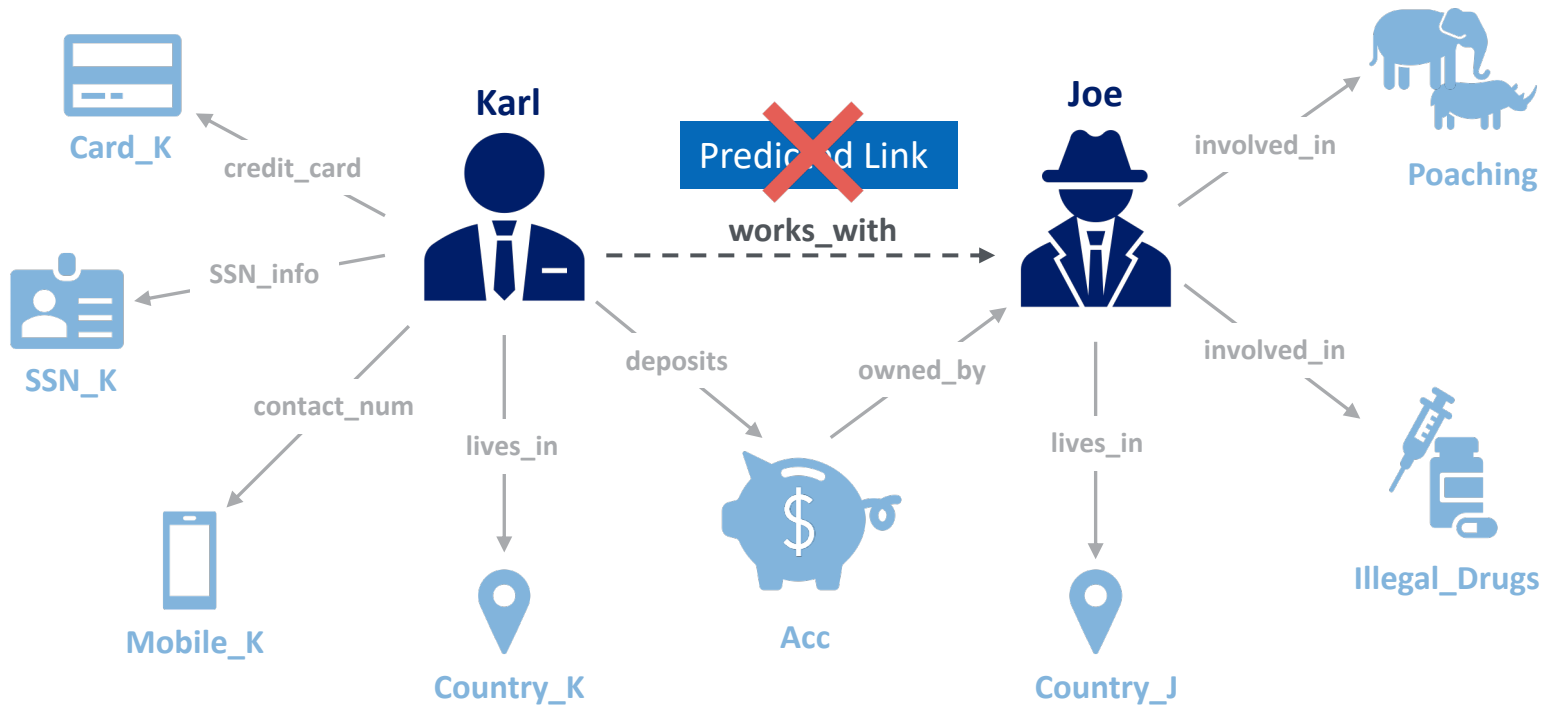 Karl
Joe
Predicted Link
works_with
Card_K
credit_card
involved_in
Poaching
SSN_info
SSN_K
deposits
owned_by
involved_in
contact_num
lives_in
lives_in
$
Mobile_K
Country_K
Acc
Country_J
Illegal_Drugs